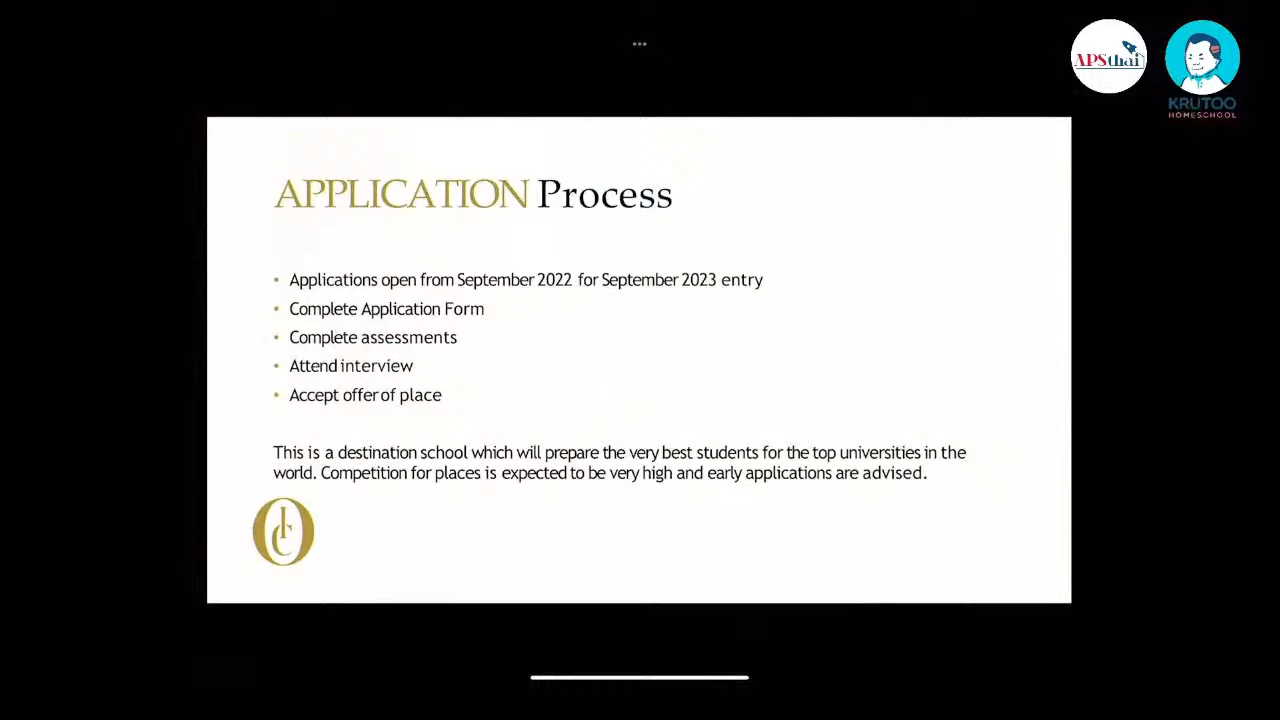 APSthai
KRUTOO
HOMESCHOOL
APPLICATION Process
• Applications open from September 2022 for September 2023 entry
• Complete Application Form
• Complete assessments
• Attend interview
• Accept offer of place
This is a destination school which will prepare the very best students for the top universities in the
world. Competition for places is expected to be very high and early applications are advised.
OIC